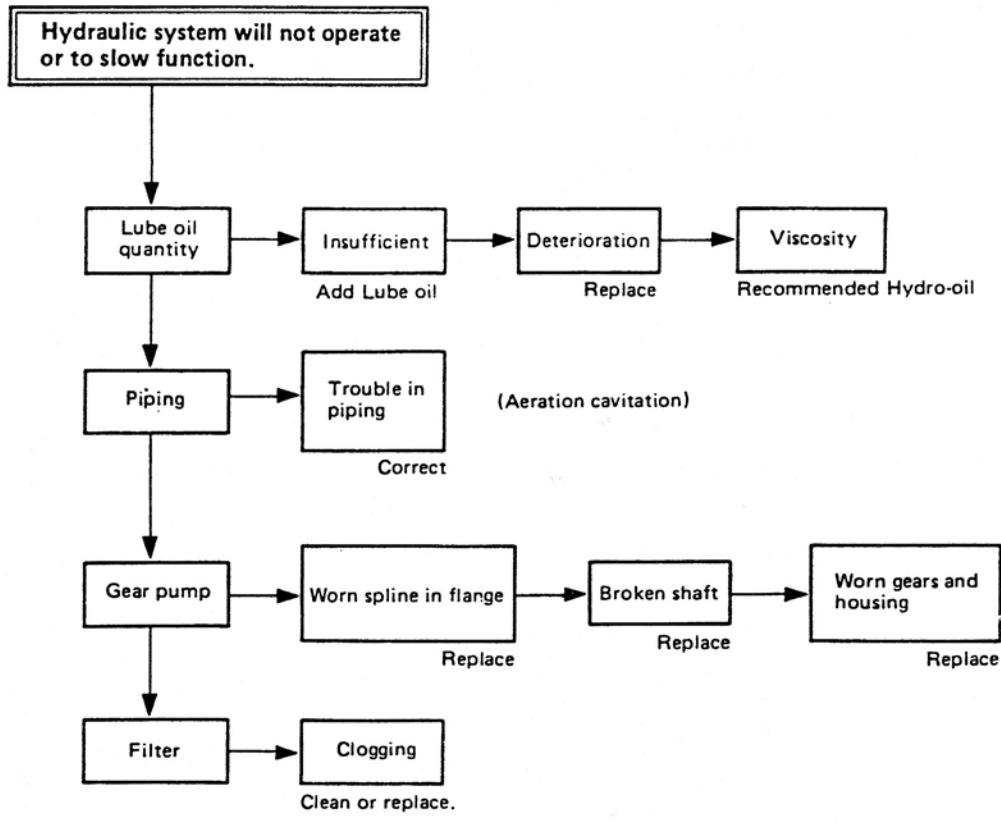 Hydraulic system will not operate
or to slow function.
Lube oil
quantity
Insufficient
Add Lube oil
Deterioration
Replace
Viscosity
Recommended Hydro-oil
Piping
Trouble in
piping
Correct
(Aeration cavitation)
Gear pump
Worn spline in flange
Replace
Broken shaft
Replace
Worn gears and
housing
Replace
Filter
Clogging
Clean or replace.